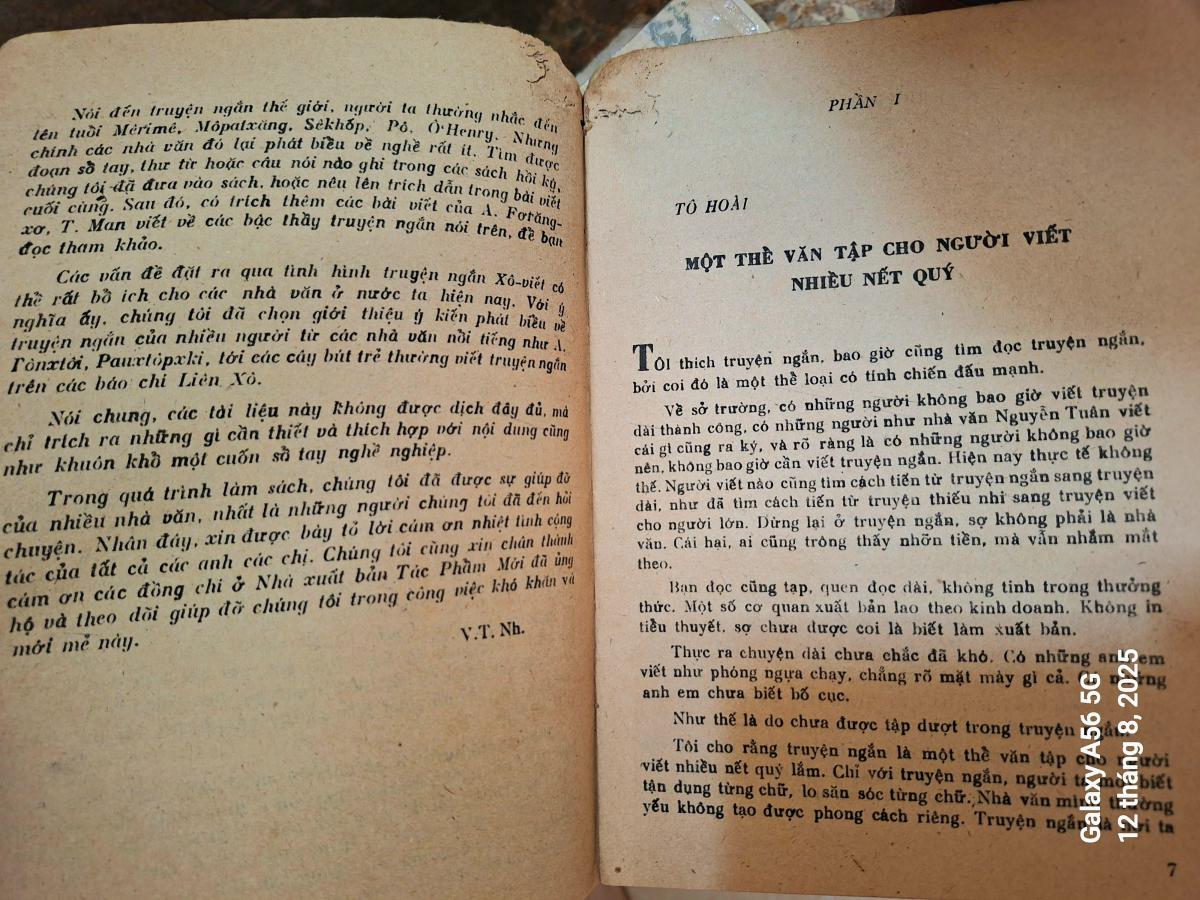 Nói đến truyện ngắn thế giới, người ta thường nhắc đến
tên tuổi Mêrimê, Môpatxăng, Sêkhốp, Pô, Ô'Henry. Nhưng
chính các nhà văn đó lại phát biểu về nghề rất ít. Tìm được
đoạn sổ tay, thư từ hoặc câu nói nào ghi trong các sách hồi ký,
chúng tôi đã đưa vào sách, hoặc nêu lên trích dẫn trong bài viết
cuối cùng. Sau đó, có trích thêm các bài viết của A. Fơrăng-
xơ, T. Man viết về các bậc thầy truyện ngắn nói trên, để bạn
đọc tham khảo.
Các vấn đề đặt ra qua tình hình truyện ngắn Xô-viết có
thể rất bổ ích cho các nhà văn ở nước ta hiện nay. Với ý
nghĩa ấy, chúng tôi đã chọn giới thiệu ý kiến phát biểu về
truyện ngắn của nhiều người từ các nhà văn nổi tiếng như A.
Tônxtôi, Pauxtôpxki, tới các cây bút trẻ thường viết truyện ngắn
trên các báo chí Liên Xô.
Nói chung, các tài liệu này không được dịch đầy đủ, mà
chỉ trích ra những gì cần thiết và thích hợp với nội dung cũng
như khuôn khổ một cuốn sổ tay nghề nghiệp.
Trong quá trình làm sách, chúng tôi đã được sự giúp đỡ
của nhiều nhà văn, nhất là những người chúng tôi đã đến hỏi
chuyện. Nhân đây, xin được bày tỏ lời cám ơn nhiệt tình cộng
tác của tất cả các anh các chị. Chúng tôi cũng xin chân thành
cám ơn các đồng chí ở Nhà xuất bản Tác Phẩm Mới đã ủng
hộ và theo dõi giúp đỡ chúng tôi trong công việc khó khăn và
mới mẻ này.
V.T. Nh.
PHẦN I
TÔ HOÀI
MỘT THỂ VĂN TẬP CHO NGƯỜI VIẾT
NHIỀU NẾT QUÝ
Tôi thích truyện ngắn, bao giờ cũng tìm đọc truyện ngắn,
bởi coi đó là một thể loại có tính chiến đấu mạnh.
Về sở trường, có những người không bao giờ viết truyện
dài thành công, có những người như nhà văn Nguyễn Tuân viết
cái gì cũng ra ký, và rõ ràng là có những người không bao giờ
nên, không bao giờ cần viết truyện ngắn. Hiện nay thực tế không
thế. Người viết nào cũng tìm cách tiến từ truyện ngắn sang truyện
dài, như đã tìm cách tiến từ truyện thiếu nhi sang truyện viết
cho người lớn. Dừng lại ở truyện ngắn, sợ không phải là nhà
văn. Cái hại, ai cũng trông thấy nhỡn tiền, mà vẫn nhắm mắt
theo.
Bạn đọc cũng tạp, quen đọc dài, không tinh trong thưởng
thức. Một số cơ quan xuất bản lao theo kinh doanh. Không in
tiểu thuyết, sợ chưa được coi là biết làm xuất bản.
Thực ra chuyện dài chưa chắc đã khó. Có những anh em
viết như phóng ngựa chạy, chẳng rõ mặt mày gì cả. Có những
anh em chưa biết bố cục.
Như thế là do chưa được tập dượt trong truyện ngắn.
Tôi cho rằng truyện ngắn là một thể văn tập cho người
viết nhiều nết quý lắm. Chỉ với truyện ngắn, người ta mới biết
tận dụng từng chữ, lo săn sóc từng chữ. Nhà văn mình thường
yếu không tạo được phong cách riêng. Truyện ngắn là nơi ta
7
Galaxy A56 5G
12 tháng 8, 2025